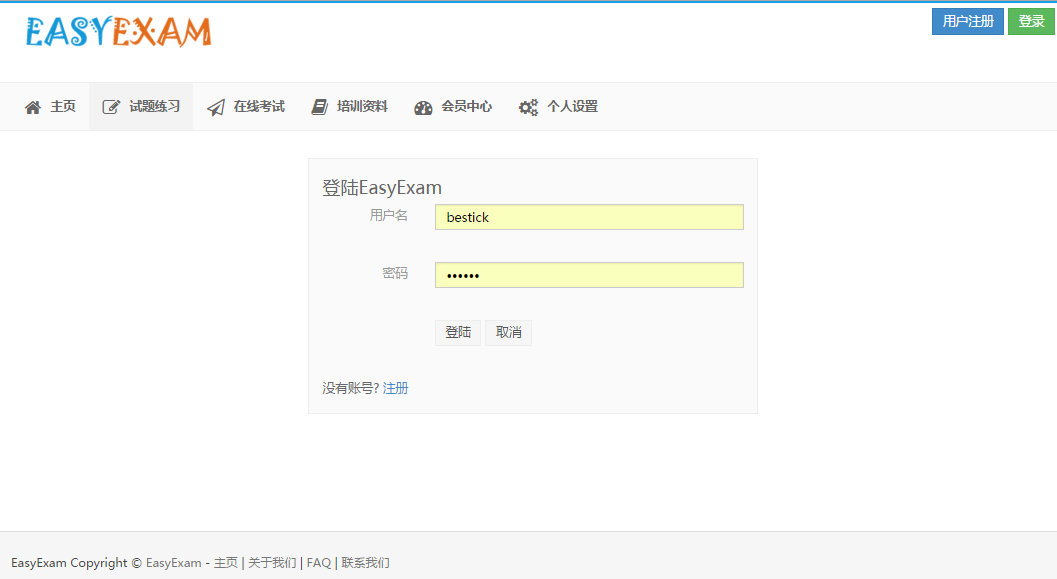 EASYEXAM
用户注册 登录
主页 试题练习 在线考试 培训资料 会员中心 个人设置
登陆EasyExam
用户名 bestick
密码 ••••••
登陆 取消
没有账号? 注册
EasyExam Copyright © EasyExam - 主页 | 关于我们 | FAQ | 联系我们